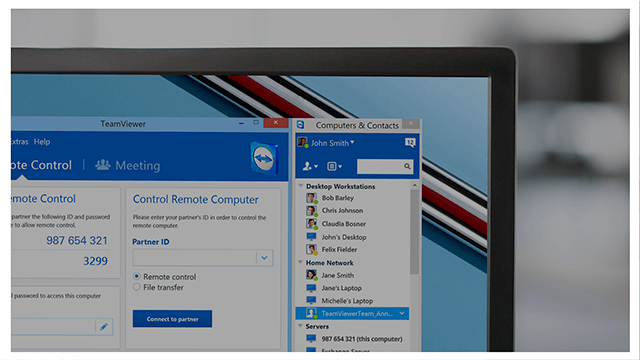 TeamViewer
Extras Help
ote Control
Meeting
emote Control
partner the following ID and password
r to allow remote control.
987 654 321
3299
d password to access this computer
Control Remote Computer
Please enter your partner's ID in order to control the
remote computer.
Partner ID
Remote control
File transfer
Connect to partner
Computers & Contacts
John Smith
Desktop Workstations
Bob Barley
Chris Johnson
Claudia Bosner
John's Desktop
Felix Fielder
Home Network
Jane Smith
Jane's Laptop
Michelle's Laptop
TeamViewerTeam_Ann...
Servers
987 654 321 (this computer)
Exchange Server